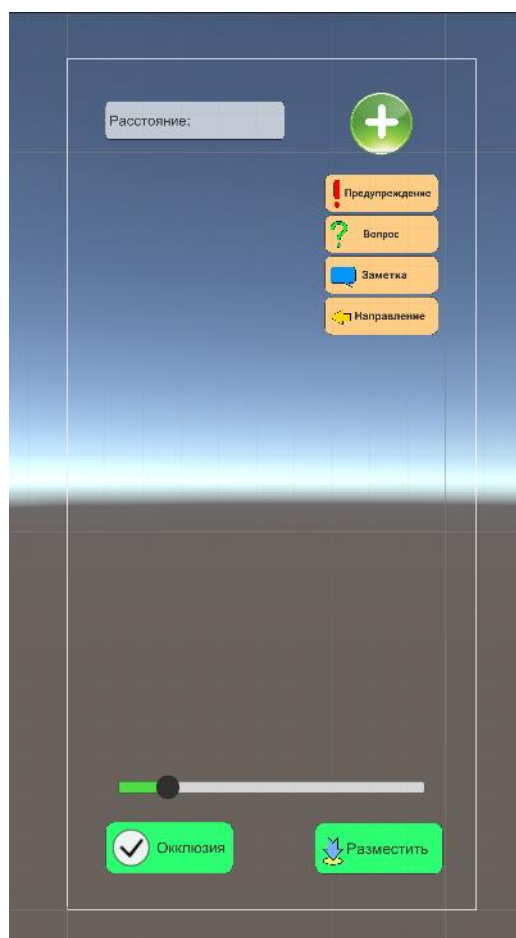 Расстояние:
Предупреждение
Вопрос
Заметка
Направление
Окклюзия
Разместить